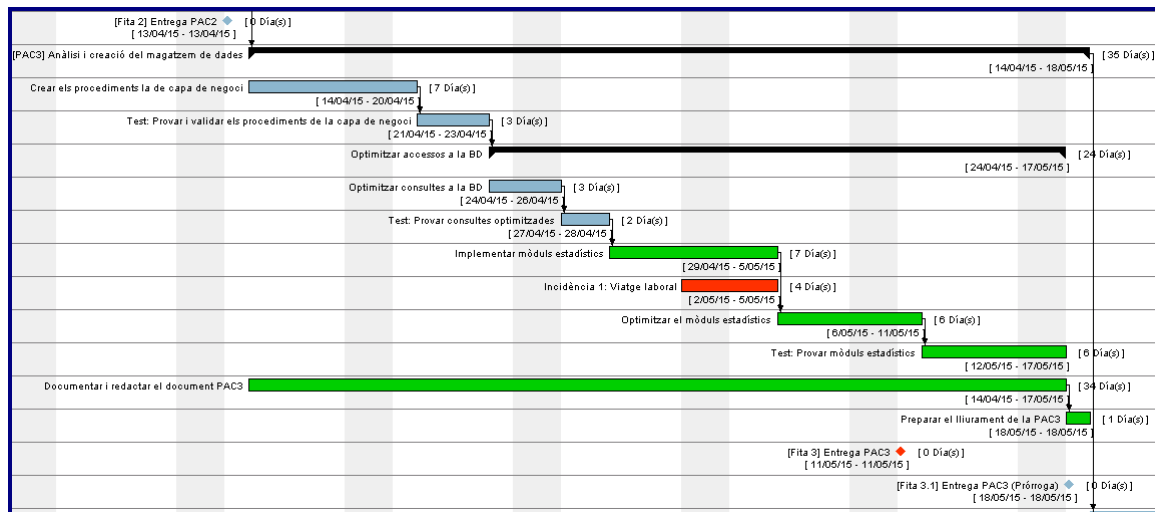 [Fita 2] Entrega PAC2 [0 Día(s)]
[13/04/15 - 13/04/15]
[PAC3] Anàlisi i creació del magatzem de dades [35 Día(s)]
[14/04/15 - 18/05/15]
Crear els procediments la de capa de negoci [7 Día(s)]
[14/04/15 - 20/04/15]
Test: Provar i validar els procediments de la capa de negoci [3 Día(s)]
[21/04/15 - 23/04/15]
Optimitzar accessos a la BD [24 Día(s)]
[24/04/15 - 17/05/15]
Optimitzar consultes a la BD [3 Día(s)]
[24/04/15 - 26/04/15]
Test: Provar consultes optimitzades [2 Día(s)]
[27/04/15 - 28/04/15]
Implementar mòduls estadístics [7 Día(s)]
[29/04/15 - 5/05/15]
Incidència 1: Viatge laboral [4 Día(s)]
[2/05/15 - 5/05/15]
Optimitzar el mòduls estadístics [6 Día(s)]
[6/05/15 - 11/05/15]
Test: Provar mòduls estadístics [6 Día(s)]
[12/05/15 - 17/05/15]
Documentar i redactar el document PAC3 [34 Día(s)]
[14/04/15 - 17/05/15]
Preparar el lliurament de la PAC3 [1 Día(s)]
[18/05/15 - 18/05/15]
[Fita 3] Entrega PAC3 [0 Día(s)]
[11/05/15 - 11/05/15]
[Fita 3.1] Entrega PAC3 (Prórroga) [0 Día(s)]
[18/05/15 - 18/05/15]